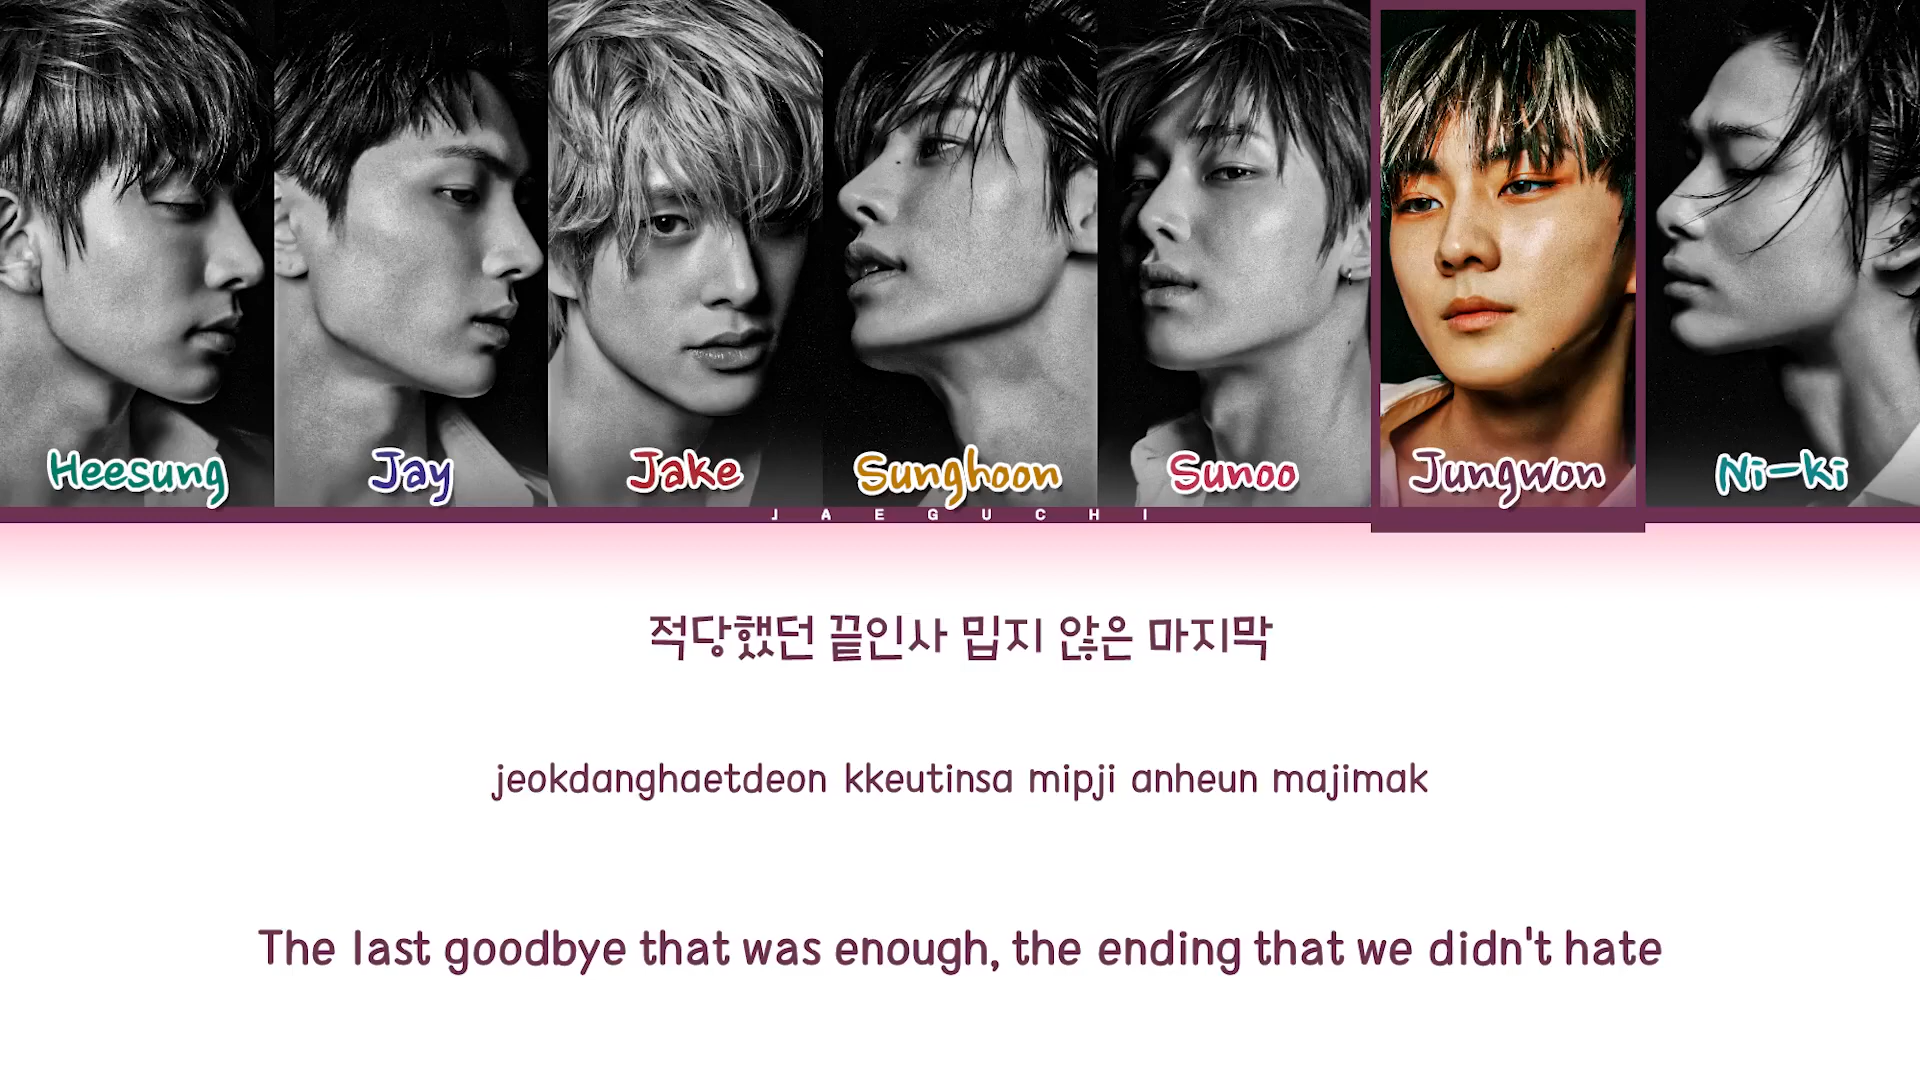 Heesung Jay Jake Sunghoon Sunoo Jungwon Ni-ki
JAEGUCHI
적당했던 끝인사 밉지 않은 마지막
jeokdanghaetdeon kkeutinsa mipji anheun majimak
The last goodbye that was enough, the ending that we didn't hate